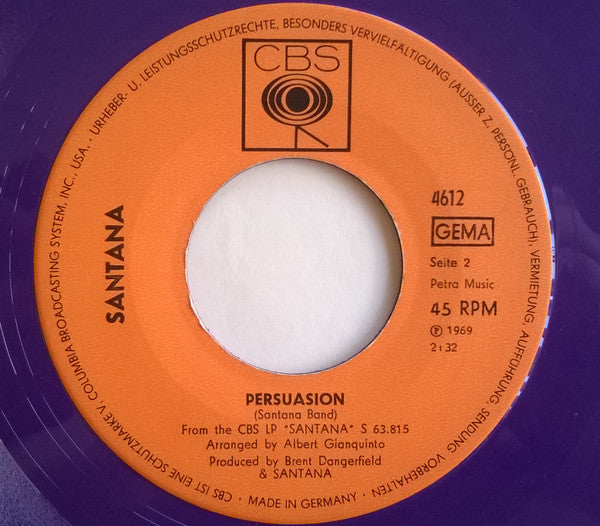 URHEBER- U. LEISTUNGSSCHUTZRECHTE, BESONDERS VERVIELFÄLTIGUNG (AUSSER Z. PERSÖNL. GEBRAUCH), VERMIETUNG, AUFFÜHRUNG, SENDUNG VORBEHALTEN
CBS
SANTANA
4612
GEMA
Seite 2
Petra Music
45 RPM
℗ 1969
2:32
PERSUASION
(Santana Band)
From the CBS LP "SANTANA" S 63.815
Arranged by Albert Gianquinto
Produced by Brent Dangerfield
& SANTANA
CBS IST EINE SCHUTZMARKE V. COLUMBIA BROADCASTING SYSTEM, INC., USA. •
• MADE IN GERMANY •